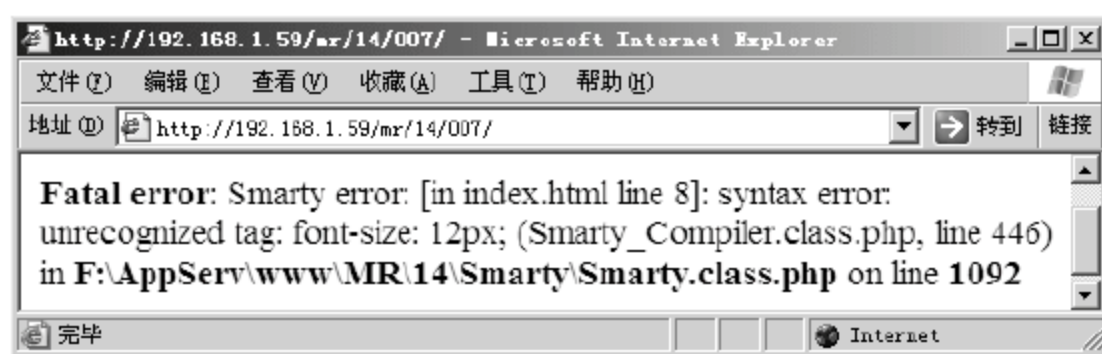 http://192.168.1.59/mr/14/007/ - Microsoft Internet Explorer
文件(F) 编辑(E) 查看(V) 收藏(A) 工具(T) 帮助(H)
地址(D) http://192.168.1.59/mr/14/007/ 转到 链接
Fatal error: Smarty error: [in index.html line 8]: syntax error:
unrecognized tag: font-size: 12px; (Smarty_Compiler.class.php, line 446)
in F:\AppServ\www\MR\14\Smarty\Smarty.class.php on line 1092
完毕 Internet